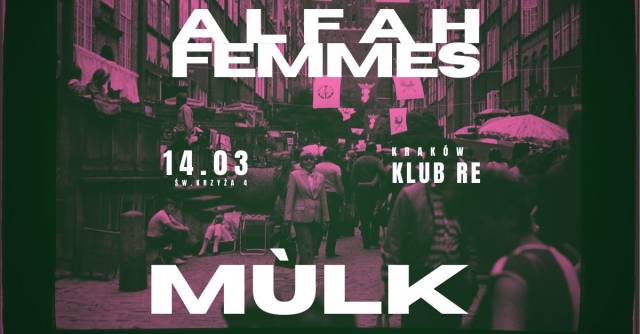 ALFAH
FEMMES
14.03
ŚW.KRZYŻA 4
KRAKÓW
KLUB RE
MÙLK